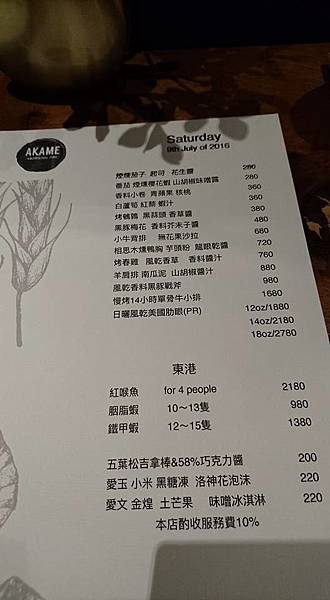 AKAME
Saturday
9th July of 2016
煙燻茄子 起司 花生醬 280
番茄 煙燻櫻花蝦 山胡椒味噌露 280
香料小卷 青蘋果 核桃 360
白蘆筍 紅藜 蝦汁 360
烤鵪鶉 黑蒜頭 香草醬 380
黑豚梅花 香料芥末子醬 480
小牛背排 無花果沙拉 680
相思木燻鴨胸 芋頭粉 龍眼乾醬 720
烤春雞 風乾香草 香料醬汁 760
羊肩排 南瓜泥 山胡椒醬汁 880
風乾香料黑豚戰斧 980
慢烤14小時單骨牛小排 1680
日曬風乾美國肋眼(PR) 12oz/1880
14oz/2180
18oz/2780
東港
紅喉魚 for 4 people 2180
胭脂蝦 10～13隻 980
鐵甲蝦 12～15隻 1380
五葉松吉拿棒&58%巧克力醬 200
愛玉 小米 黑糖凍 洛神花泡沫 220
愛文 金煌 土芒果 味噌冰淇淋 220
本店酌收服務費10%